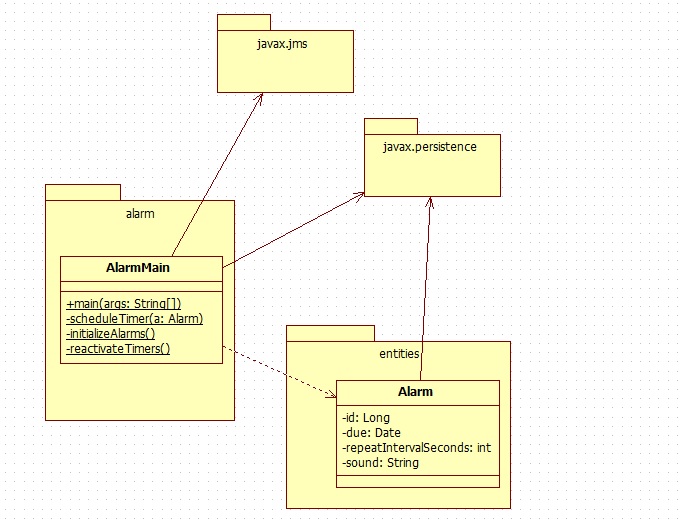 javax.jms
javax.persistence
alarm
AlarmMain
+main(args: String[])
-scheduleTimer(a: Alarm)
-initializeAlarms()
-reactivateTimers()
entities
Alarm
-id: Long
-due: Date
-repeatIntervalSeconds: int
-sound: String